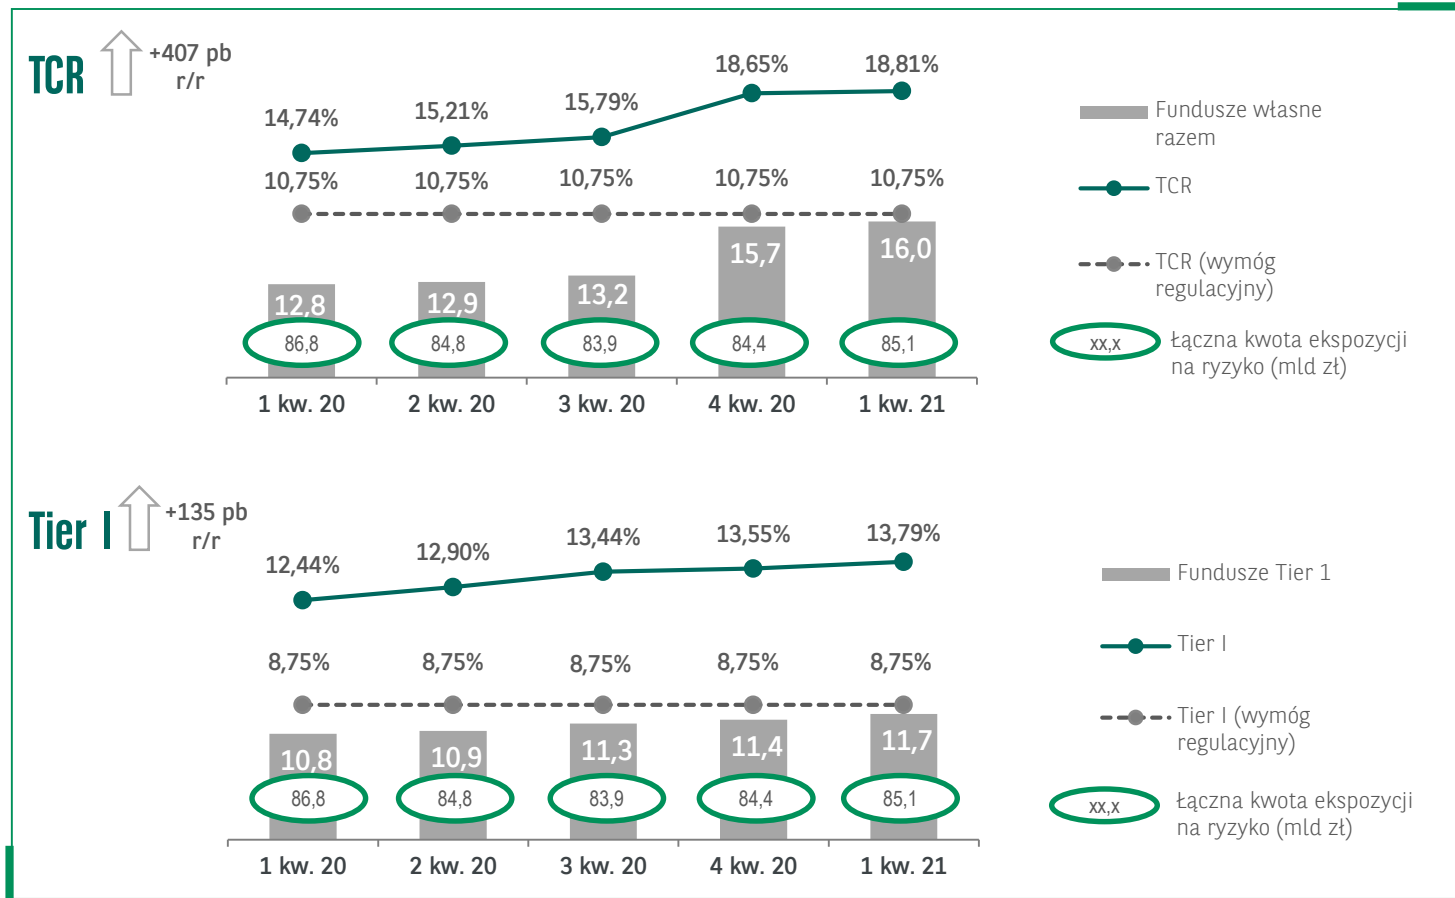 TCR
+407 pb
r/r
14,74%
15,21%
15,79%
18,65%
18,81%
10,75%
10,75%
10,75%
10,75%
10,75%
12,8
12,9
13,2
15,7
16,0
86,8
84,8
83,9
84,4
85,1
1 kw. 20
2 kw. 20
3 kw. 20
4 kw. 20
1 kw. 21
Fundusze własne
razem
TCR
TCR (wymóg
regulacyjny)
xx,x
Łączna kwota ekspozycji
na ryzyko (mld zł)
Tier I
+135 pb
r/r
12,44%
12,90%
13,44%
13,55%
13,79%
8,75%
8,75%
8,75%
8,75%
8,75%
10,8
10,9
11,3
11,4
11,7
86,8
84,8
83,9
84,4
85,1
1 kw. 20
2 kw. 20
3 kw. 20
4 kw. 20
1 kw. 21
Fundusze Tier 1
Tier I
Tier I (wymóg
regulacyjny)
xx,x
Łączna kwota ekspozycji
na ryzyko (mld zł)